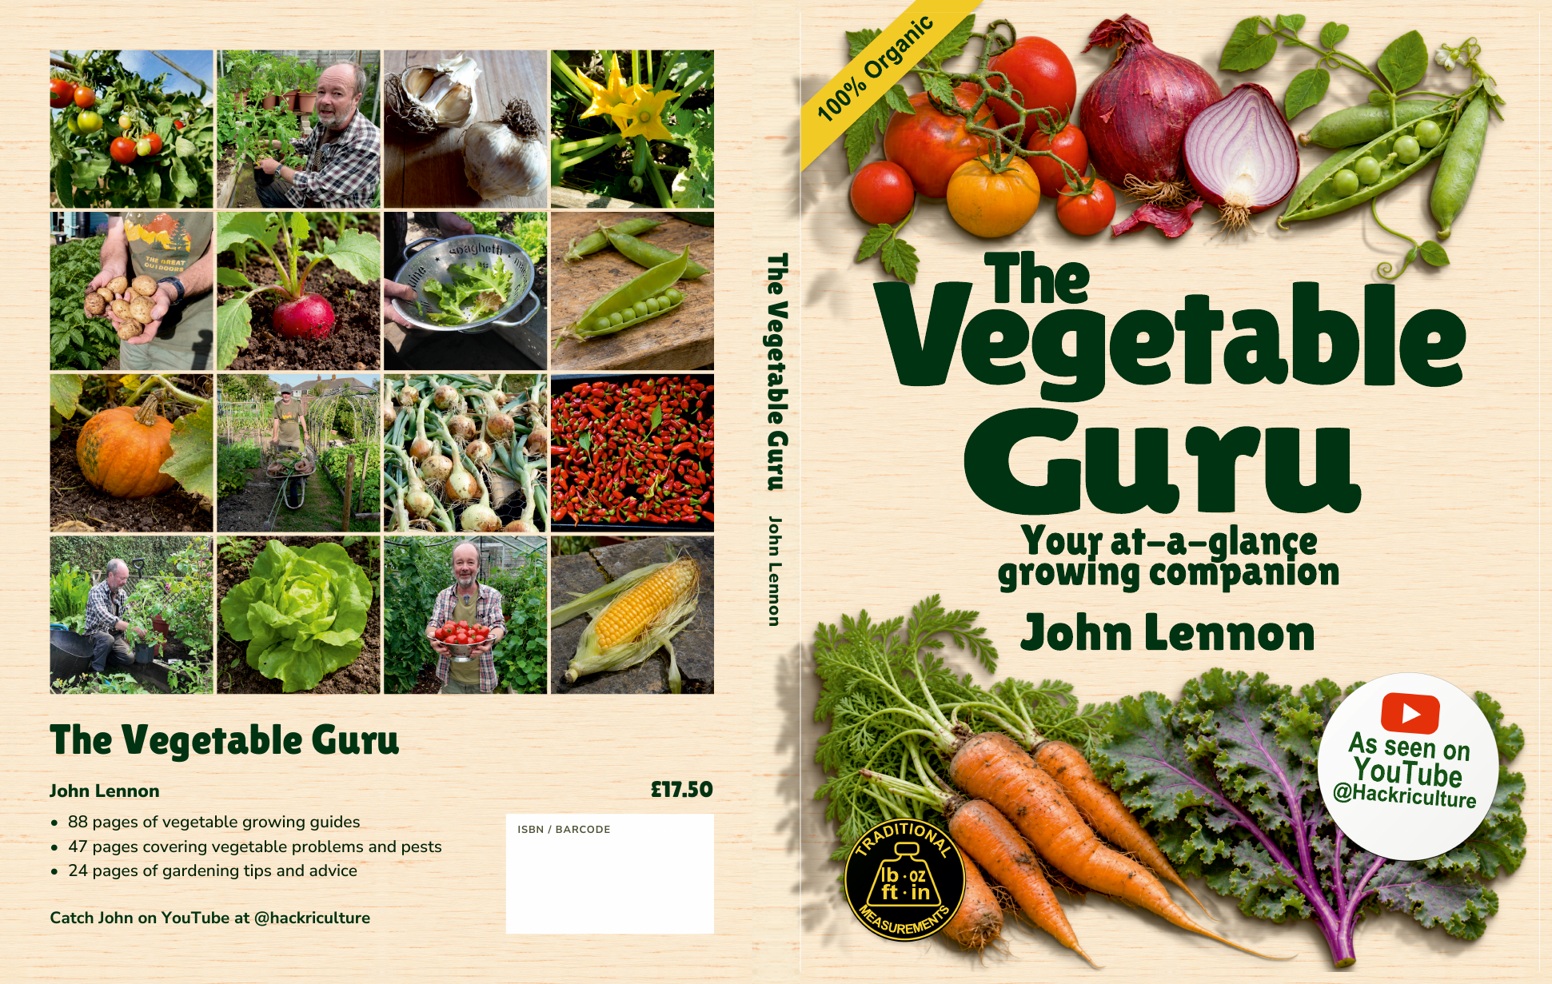 THE GREAT
OUTDOORS
spaghetti
The Vegetable Guru
John Lennon
£17.50
• 88 pages of vegetable growing guides
• 47 pages covering vegetable problems and pests
• 24 pages of gardening tips and advice
ISBN / BARCODE
Catch John on YouTube at @hackriculture
The Vegetable Guru John Lennon
100% Organic
The
Vegetable
Guru
Your at-a-glance
growing companion
John Lennon
As seen on
YouTube
@Hackriculture
TRADITIONAL
lb · oz
ft · in
MEASUREMENTS